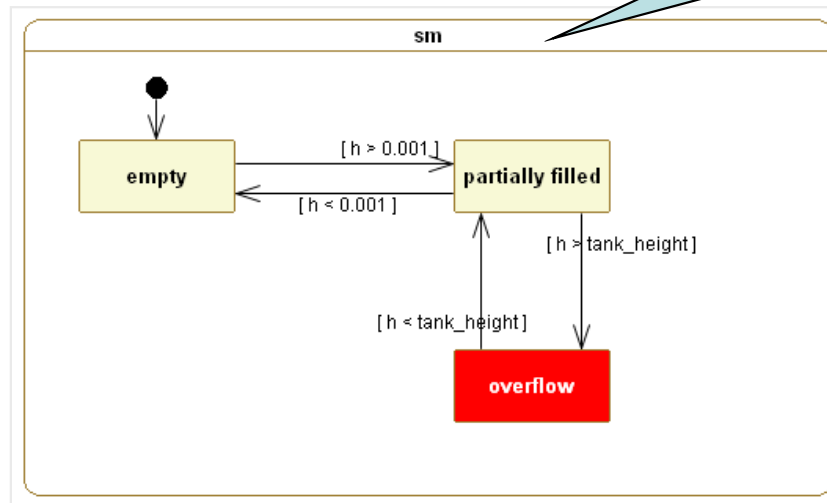 sm
[ h > 0.001 ]
empty
partially filled
[ h < 0.001 ]
[ h > tank_height ]
[ h < tank_height ]
overflow